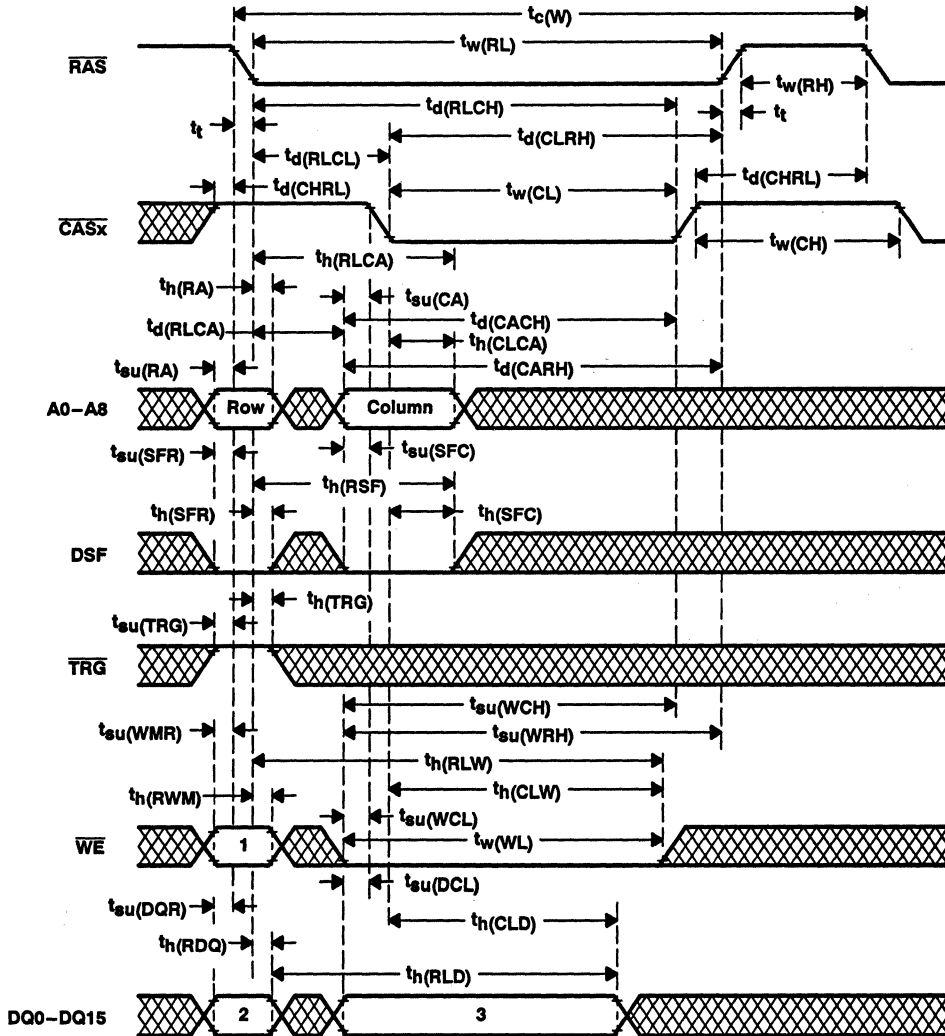 tc(W)
tw(RL)
RAS
tw(RH)
td(RLCH)
tt
tt
td(CLRH)
td(RLCL)
td(CHRL)
td(CHRL)
tw(CL)
CASx
tw(CH)
th(RLCA)
th(RA)
tsu(CA)
td(CACH)
td(RLCA)
th(CLCA)
td(CARH)
tsu(RA)
A0–A8
Row
Column
tsu(SFR)
tsu(SFC)
th(RSF)
th(SFR)
th(SFC)
DSF
th(TRG)
tsu(TRG)
TRG
tsu(WCH)
tsu(WMR)
tsu(WRH)
th(RLW)
th(RWM)
th(CLW)
tsu(WCL)
tw(WL)
WE
1
tsu(DCL)
tsu(DQR)
th(CLD)
th(RDQ)
th(RLD)
DQ0–DQ15
2
3